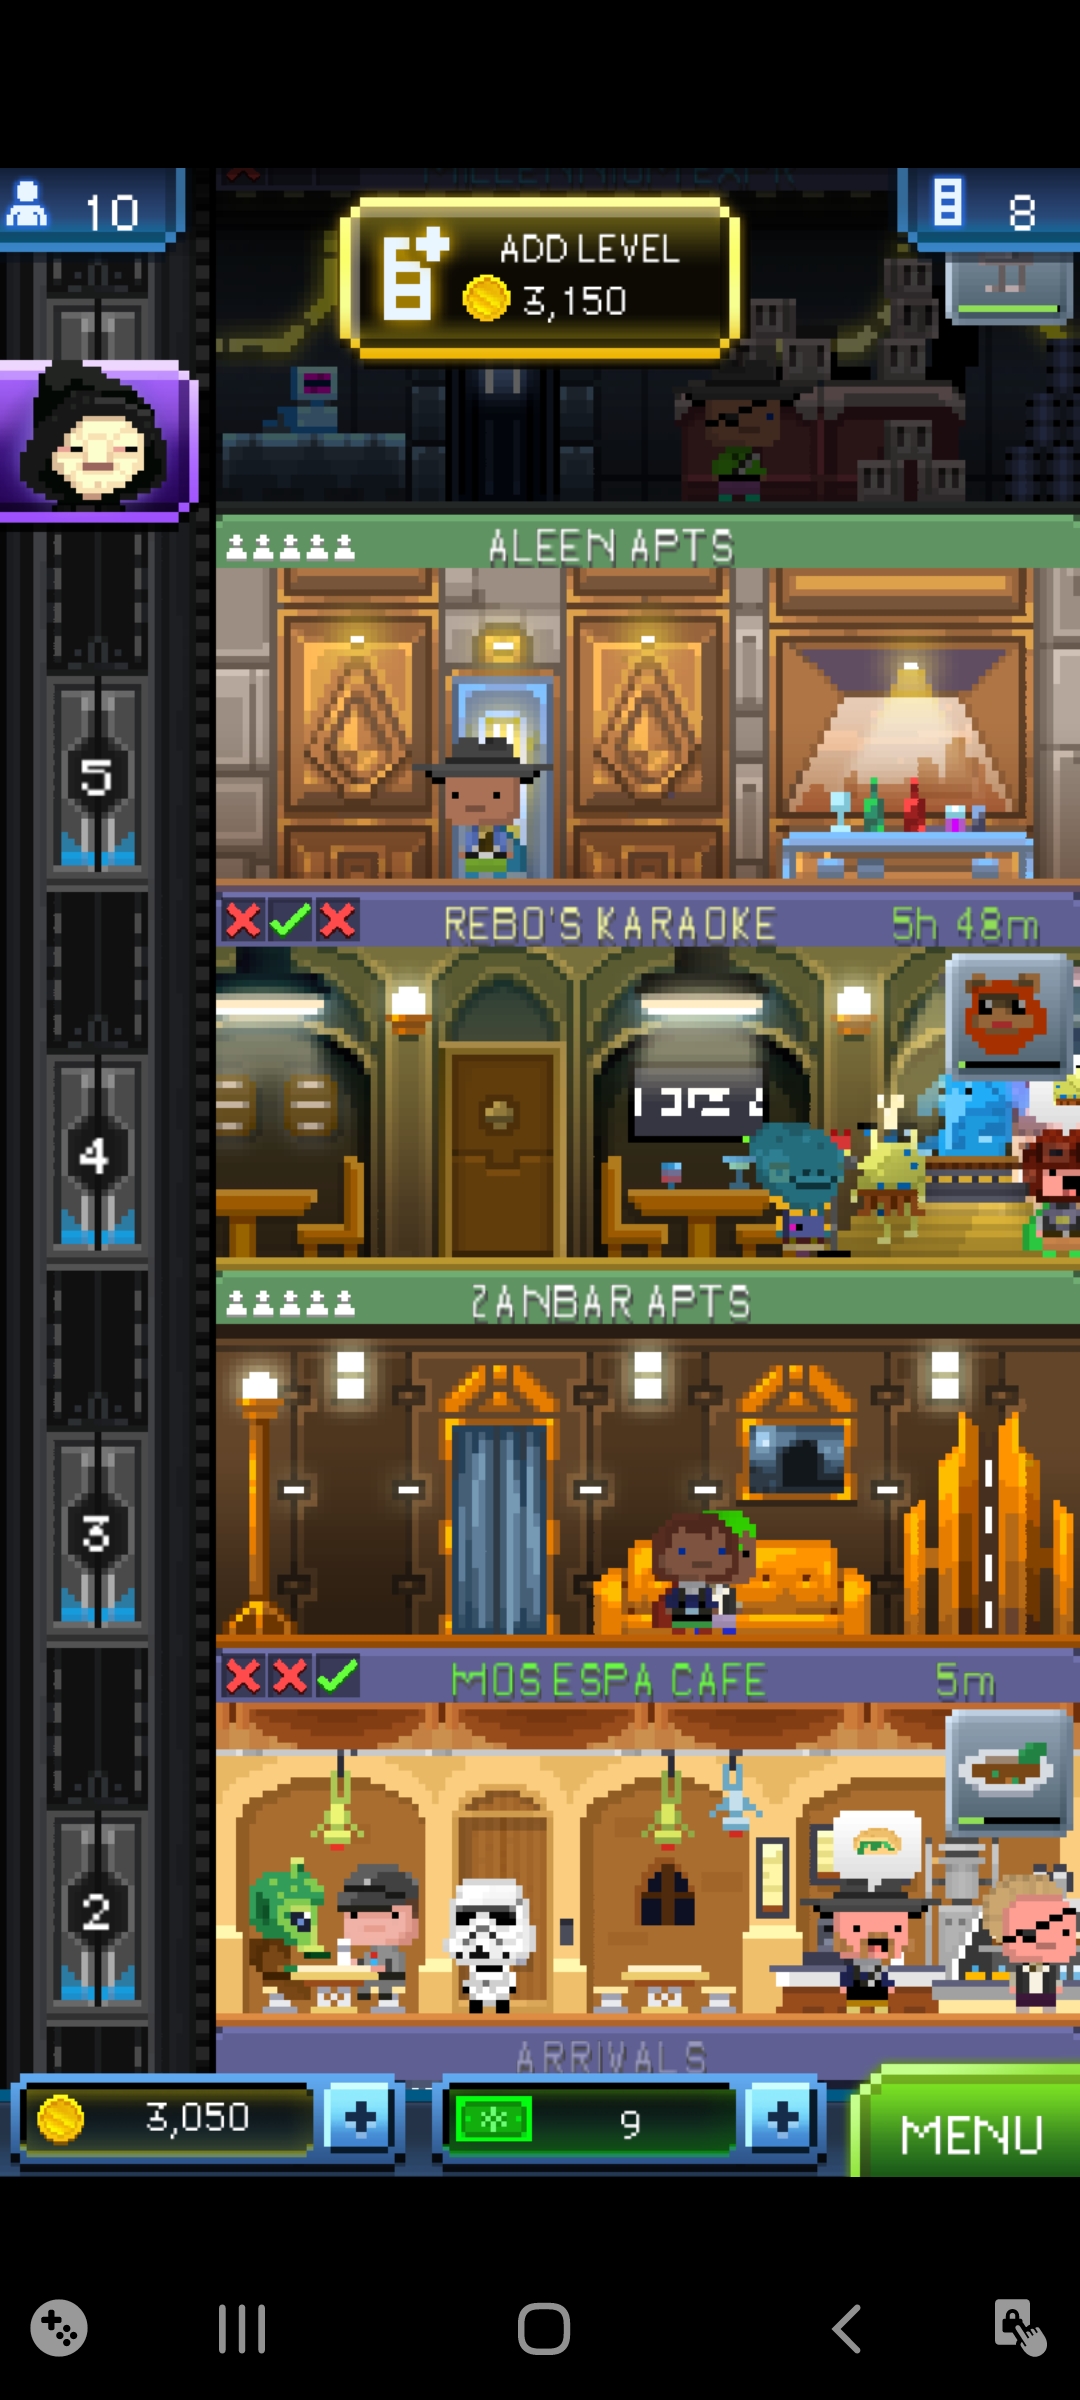 10
8
ADD LEVEL
3,150
ALEEN APTS
5
REBO'S KARAOKE 5h 48m
4
ZANBAR APTS
3
MOS ESPA CAFE 5m
2
ARRIVALS
3,050
9
MENU